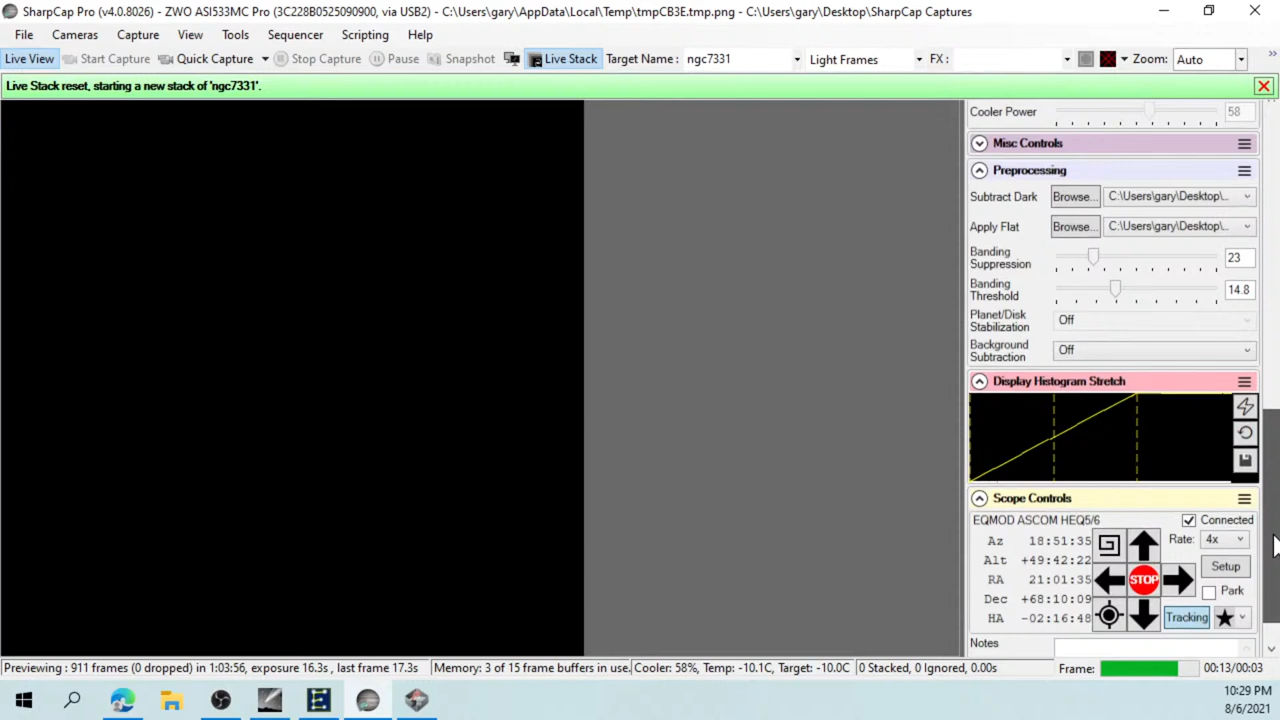 SharpCap Pro (v4.0.8026) - ZWO ASI533MC Pro (3C228B0525090900, via USB2) - C:\Users\gary\AppData\Local\Temp\tmpCB3E.tmp.png - C:\Users\gary\Desktop\SharpCap Captures
File Cameras Capture View Tools Sequencer Scripting Help
Live View Start Capture Quick Capture Stop Capture Pause Snapshot Live Stack Target Name : ngc7331 Light Frames FX : Zoom: Auto
Live Stack reset, starting a new stack of 'ngc7331'.
Cooler Power 58
Misc Controls
Preprocessing
Subtract Dark Browse... C:\Users\gary\Desktop\...
Apply Flat Browse... C:\Users\gary\Desktop\...
Banding Suppression 23
Banding Threshold 14.8
Planet/Disk Stabilization Off
Background Subtraction Off
Display Histogram Stretch
Scope Controls
EQMOD ASCOM HEQ5/6 Connected
Az 18:51:35 Rate: 4x
Alt +49:42:22 Setup
RA 21:01:35 STOP Park
Dec +68:10:09
HA -02:16:48 Tracking
Notes
Previewing : 911 frames (0 dropped) in 1:03:56, exposure 16.3s , last frame 17.3s Memory: 3 of 15 frame buffers in use. Cooler: 58%, Temp: -10.1C, Target: -10.0C 0 Stacked, 0 Ignored, 0.00s Frame: 00:13/00:03
10:29 PM
8/6/2021